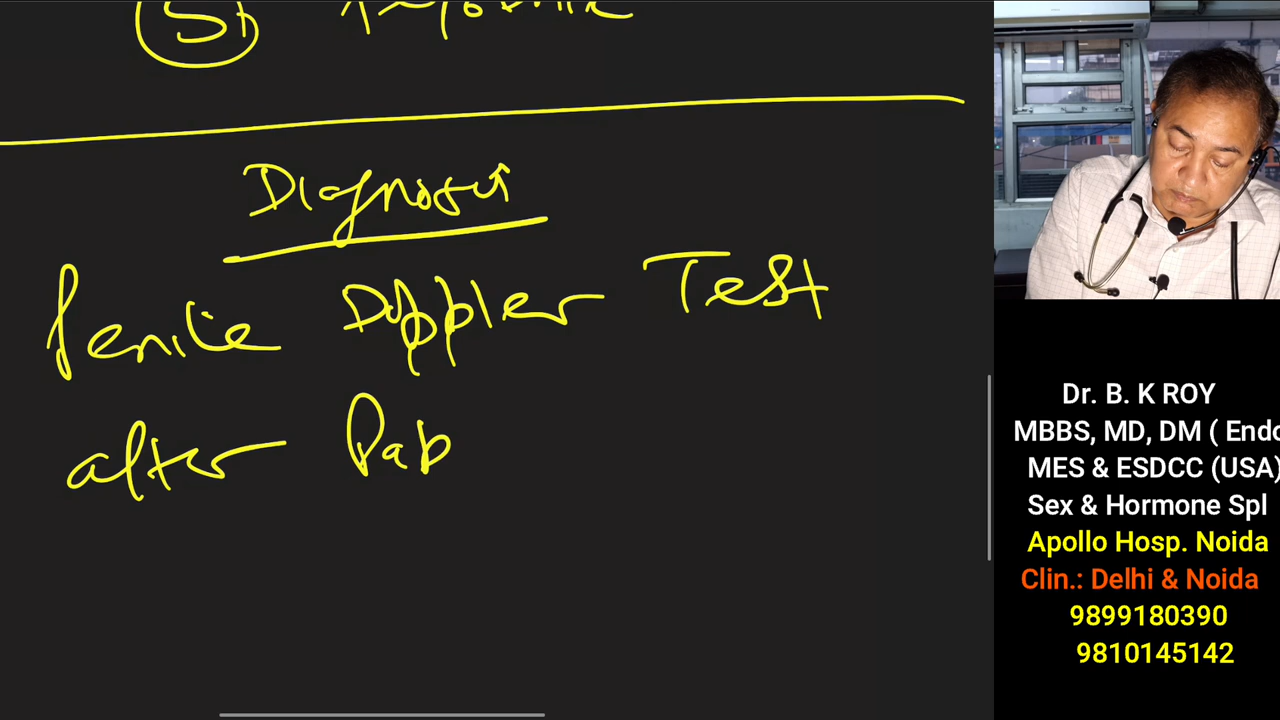 Diagnosis
Penile Doppler Test
after Pap
Dr. B. K ROY
MBBS, MD, DM ( Endo
MES & ESDCC (USA)
Sex & Hormone Spl
Apollo Hosp. Noida
Clin.: Delhi & Noida
9899180390
9810145142